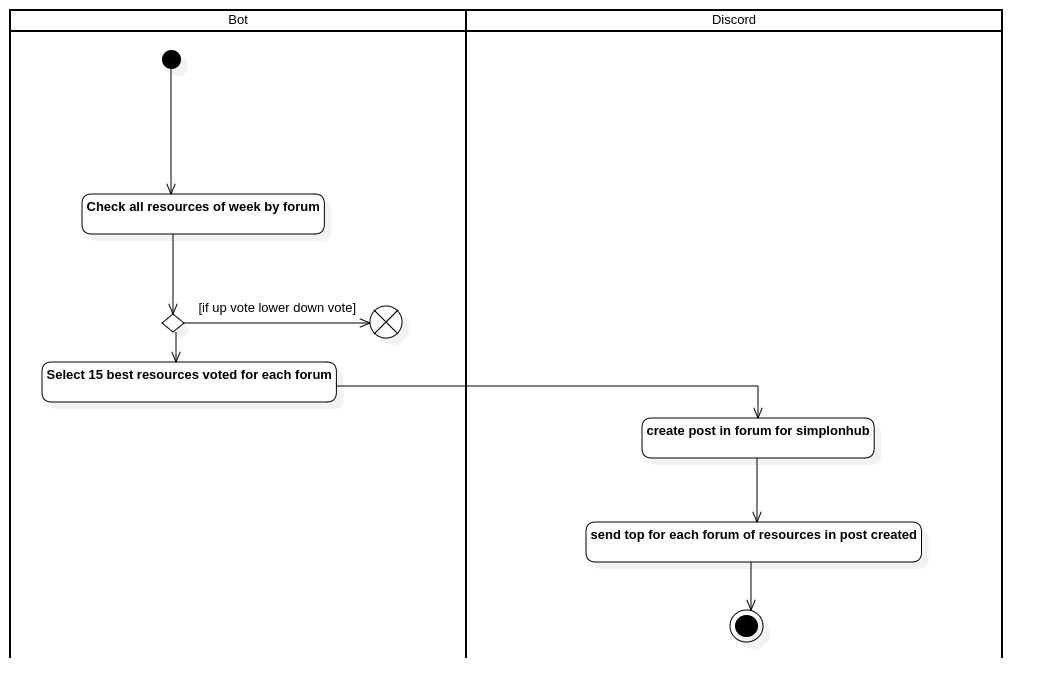 Bot
Discord
Check all resources of week by forum
[if up vote lower down vote]
Select 15 best resources voted for each forum
create post in forum for simplonhub
send top for each forum of resources in post created